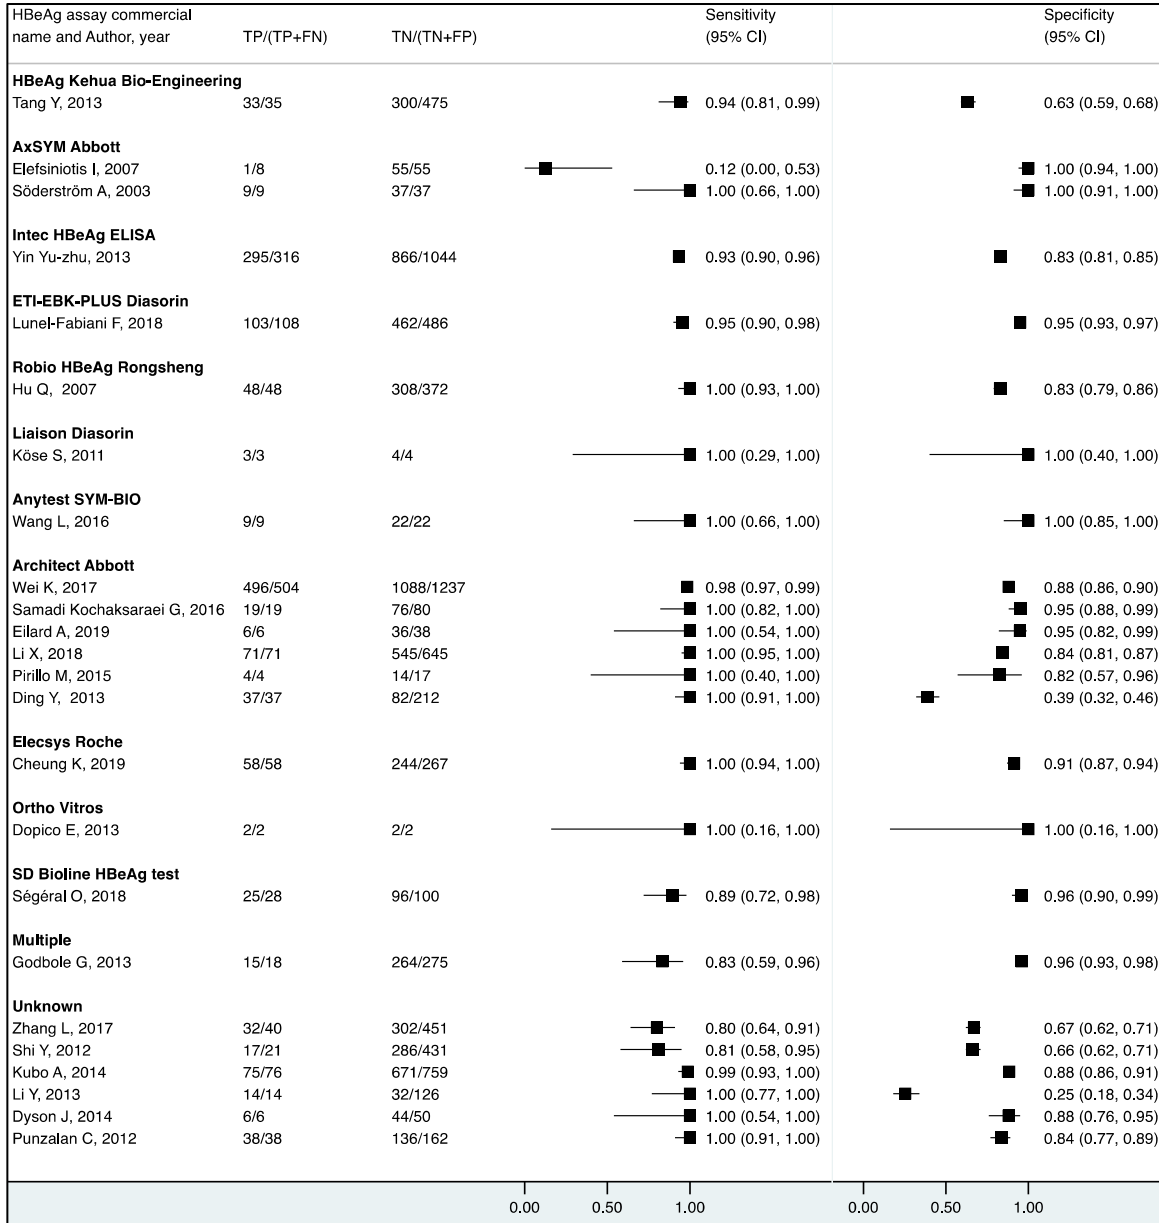 HBeAg assay commercial Sensitivity Specificity
name and Author, year TP/(TP+FN) TN/(TN+FP) (95% CI) (95% CI)
HBeAg Kehua Bio-Engineering
Tang Y, 2013 33/35 300/475 0.94 (0.81, 0.99) 0.63 (0.59, 0.68)
AxSYM Abbott
Elefsiniotis I, 2007 1/8 55/55 0.12 (0.00, 0.53) 1.00 (0.94, 1.00)
Söderström A, 2003 9/9 37/37 1.00 (0.66, 1.00) 1.00 (0.91, 1.00)
Intec HBeAg ELISA
Yin Yu-zhu, 2013 295/316 866/1044 0.93 (0.90, 0.96) 0.83 (0.81, 0.85)
ETI-EBK-PLUS Diasorin
Lunel-Fabiani F, 2018 103/108 462/486 0.95 (0.90, 0.98) 0.95 (0.93, 0.97)
Robio HBeAg Rongsheng
Hu Q, 2007 48/48 308/372 1.00 (0.93, 1.00) 0.83 (0.79, 0.86)
Liaison Diasorin
Köse S, 2011 3/3 4/4 1.00 (0.29, 1.00) 1.00 (0.40, 1.00)
Anytest SYM-BIO
Wang L, 2016 9/9 22/22 1.00 (0.66, 1.00) 1.00 (0.85, 1.00)
Architect Abbott
Wei K, 2017 496/504 1088/1237 0.98 (0.97, 0.99) 0.88 (0.86, 0.90)
Samadi Kochaksaraei G, 2016 19/19 76/80 1.00 (0.82, 1.00) 0.95 (0.88, 0.99)
Eilard A, 2019 6/6 36/38 1.00 (0.54, 1.00) 0.95 (0.82, 0.99)
Li X, 2018 71/71 545/645 1.00 (0.95, 1.00) 0.84 (0.81, 0.87)
Pirillo M, 2015 4/4 14/17 1.00 (0.40, 1.00) 0.82 (0.57, 0.96)
Ding Y, 2013 37/37 82/212 1.00 (0.91, 1.00) 0.39 (0.32, 0.46)
Elecsys Roche
Cheung K, 2019 58/58 244/267 1.00 (0.94, 1.00) 0.91 (0.87, 0.94)
Ortho Vitros
Dopico E, 2013 2/2 2/2 1.00 (0.16, 1.00) 1.00 (0.16, 1.00)
SD Bioline HBeAg test
Ségéral O, 2018 25/28 96/100 0.89 (0.72, 0.98) 0.96 (0.90, 0.99)
Multiple
Godbole G, 2013 15/18 264/275 0.83 (0.59, 0.96) 0.96 (0.93, 0.98)
Unknown
Zhang L, 2017 32/40 302/451 0.80 (0.64, 0.91) 0.67 (0.62, 0.71)
Shi Y, 2012 17/21 286/431 0.81 (0.58, 0.95) 0.66 (0.62, 0.71)
Kubo A, 2014 75/76 671/759 0.99 (0.93, 1.00) 0.88 (0.86, 0.91)
Li Y, 2013 14/14 32/126 1.00 (0.77, 1.00) 0.25 (0.18, 0.34)
Dyson J, 2014 6/6 44/50 1.00 (0.54, 1.00) 0.88 (0.76, 0.95)
Punzalan C, 2012 38/38 136/162 1.00 (0.91, 1.00) 0.84 (0.77, 0.89)
0.00 0.50 1.00 0.00 0.50 1.00